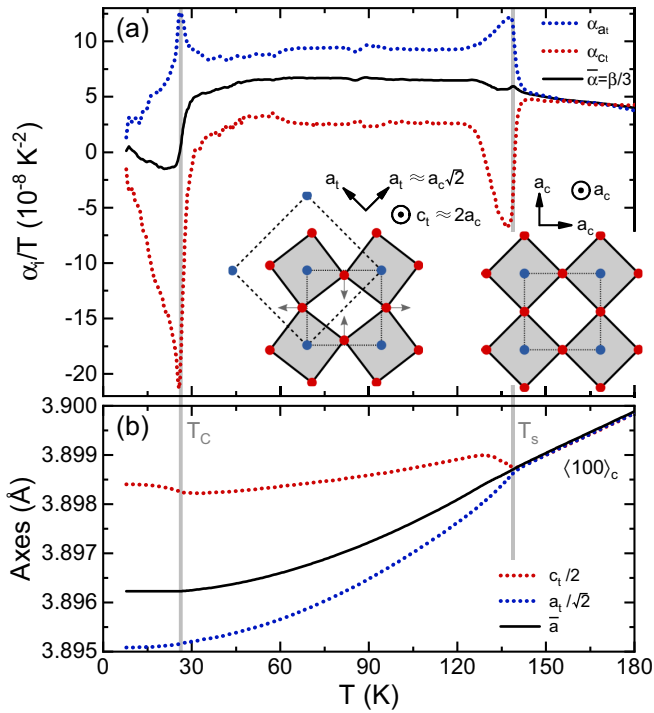 (a)
α_{a_t}
α_{c_t}
ᾱ=β/3
α_i/T (10⁻⁸ K⁻²)
10
5
0
-5
-10
-15
-20
a_t
a_t ≈ a_c√2
c_t ≈ 2a_c
a_c
a_c
a_c
(b)
T_C
T_s
⟨100⟩_c
Axes (Å)
3.900
3.899
3.898
3.897
3.896
3.895
c_t/2
a_t/√2
ā
0 30 60 90 120 150 180
T (K)